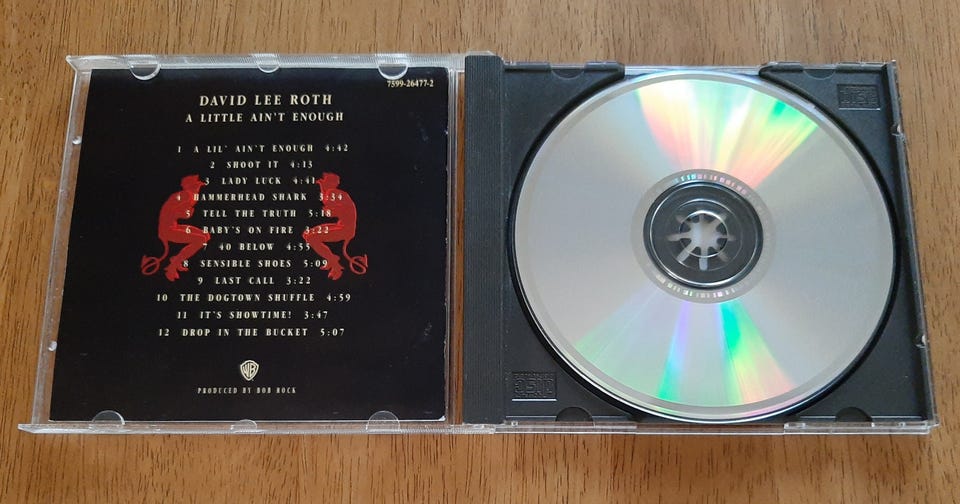 7599-26477-2
DAVID LEE ROTH
A LITTLE AIN'T ENOUGH
1 A LIL' AIN'T ENOUGH 4:42
2 SHOOT IT 4:13
3 LADY LUCK 4:41
4 HAMMERHEAD SHARK 3:34
5 TELL THE TRUTH 5:18
6 BABY'S ON FIRE 3:22
7 40 BELOW 4:55
8 SENSIBLE SHOES 5:09
9 LAST CALL 3:22
10 THE DOGTOWN SHUFFLE 4:59
11 IT'S SHOWTIME! 3:47
12 DROP IN THE BUCKET 5:07
WB
PRODUCED BY BOB ROCK